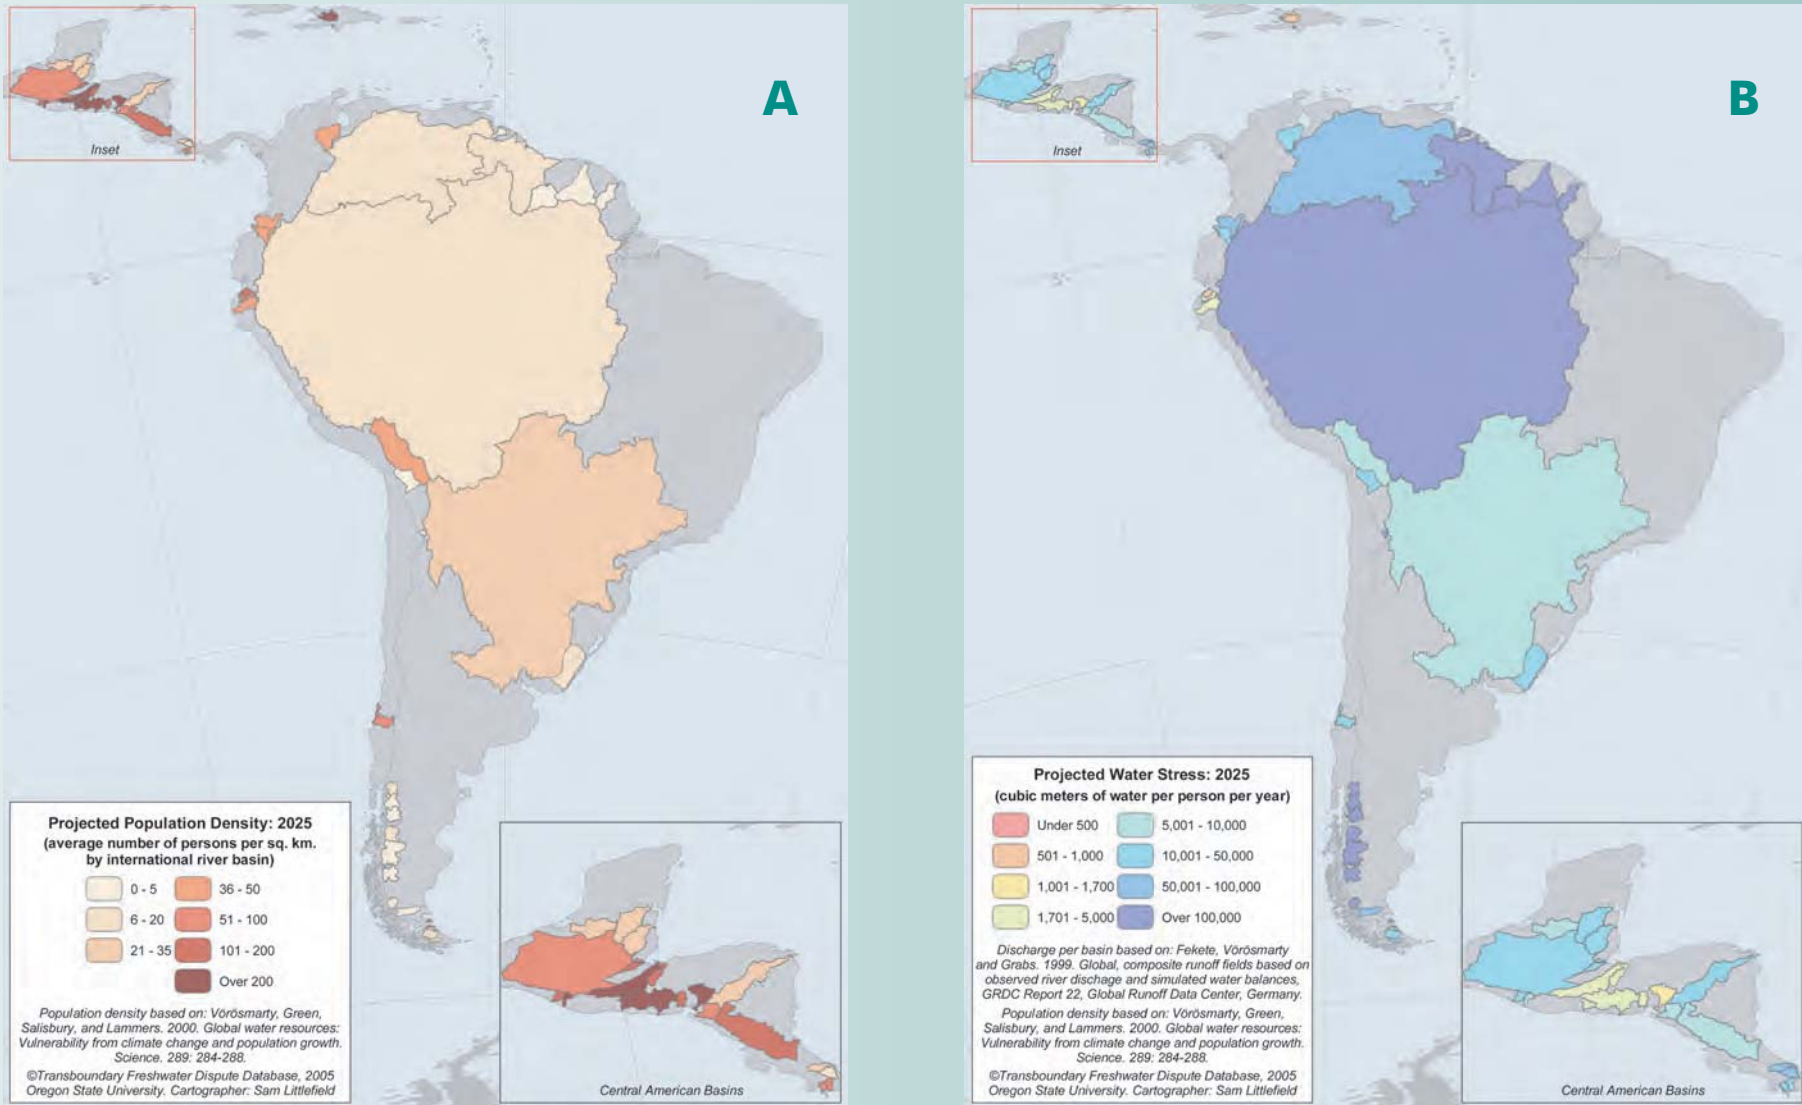 A
Inset
Projected Population Density: 2025
(average number of persons per sq. km.
by international river basin)
0 - 5
36 - 50
6 - 20
51 - 100
21 - 35
101 - 200
Over 200
Population density based on: Vörösmarty, Green,
Salisbury, and Lammers. 2000. Global water resources:
Vulnerability from climate change and population growth.
Science. 289: 284-288.
©Transboundary Freshwater Dispute Database, 2005
Oregon State University. Cartographer: Sam Littlefield
Central American Basins
B
Inset
Projected Water Stress: 2025
(cubic meters of water per person per year)
Under 500
5,001 - 10,000
501 - 1,000
10,001 - 50,000
1,001 - 1,700
50,001 - 100,000
1,701 - 5,000
Over 100,000
Discharge per basin based on: Fekete, Vörösmarty
and Grabs. 1999. Global, composite runoff fields based on
observed river discharge and simulated water balances,
GRDC Report 22, Global Runoff Data Center, Germany.
Population density based on: Vörösmarty, Green,
Salisbury, and Lammers. 2000. Global water resources:
Vulnerability from climate change and population growth.
Science. 289: 284-288.
©Transboundary Freshwater Dispute Database, 2005
Oregon State University. Cartographer: Sam Littlefield
Central American Basins